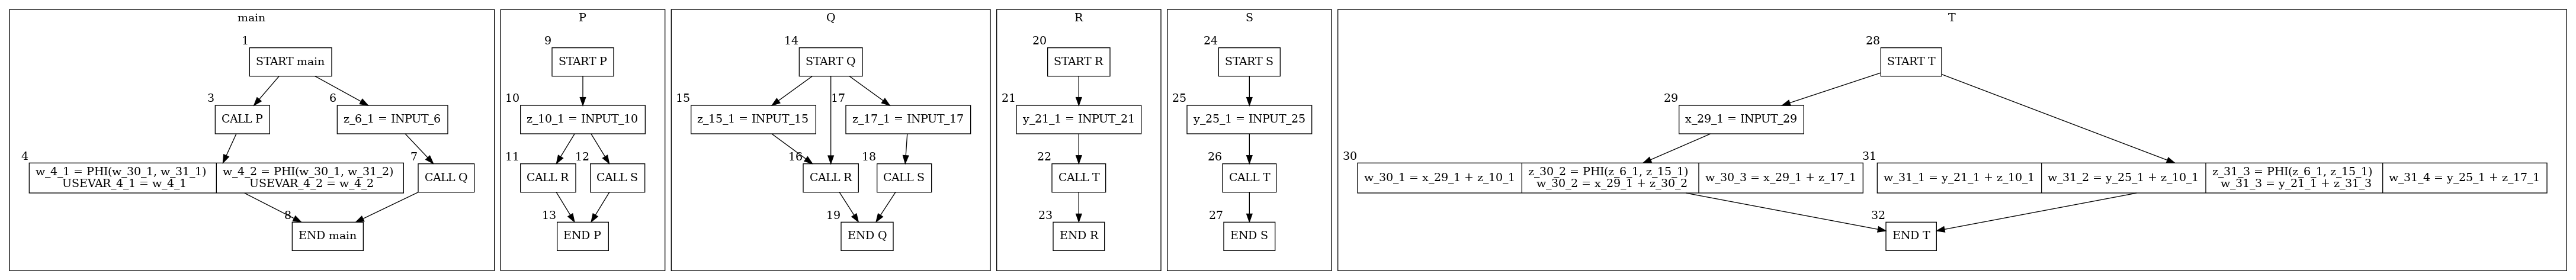 main
1
START main
3
CALL P
6
z_6_1 = INPUT_6
4
w_4_1 = PHI(w_30_1, w_31_1)
USEVAR_4_1 = w_4_1
w_4_2 = PHI(w_30_1, w_31_2)
USEVAR_4_2 = w_4_2
7
CALL Q
8
END main
P
9
START P
10
z_10_1 = INPUT_10
11
CALL R
12
CALL S
13
END P
Q
14
START Q
15
z_15_1 = INPUT_15
17
z_17_1 = INPUT_17
16
CALL R
18
CALL S
19
END Q
R
20
START R
21
y_21_1 = INPUT_21
22
CALL T
23
END R
S
24
START S
25
y_25_1 = INPUT_25
26
CALL T
27
END S
T
28
START T
29
x_29_1 = INPUT_29
30
w_30_1 = x_29_1 + z_10_1
z_30_2 = PHI(z_6_1, z_15_1)
w_30_2 = x_29_1 + z_30_2
w_30_3 = x_29_1 + z_17_1
31
w_31_1 = y_21_1 + z_10_1
w_31_2 = y_25_1 + z_10_1
z_31_3 = PHI(z_6_1, z_15_1)
w_31_3 = y_21_1 + z_31_3
w_31_4 = y_25_1 + z_17_1
32
END T